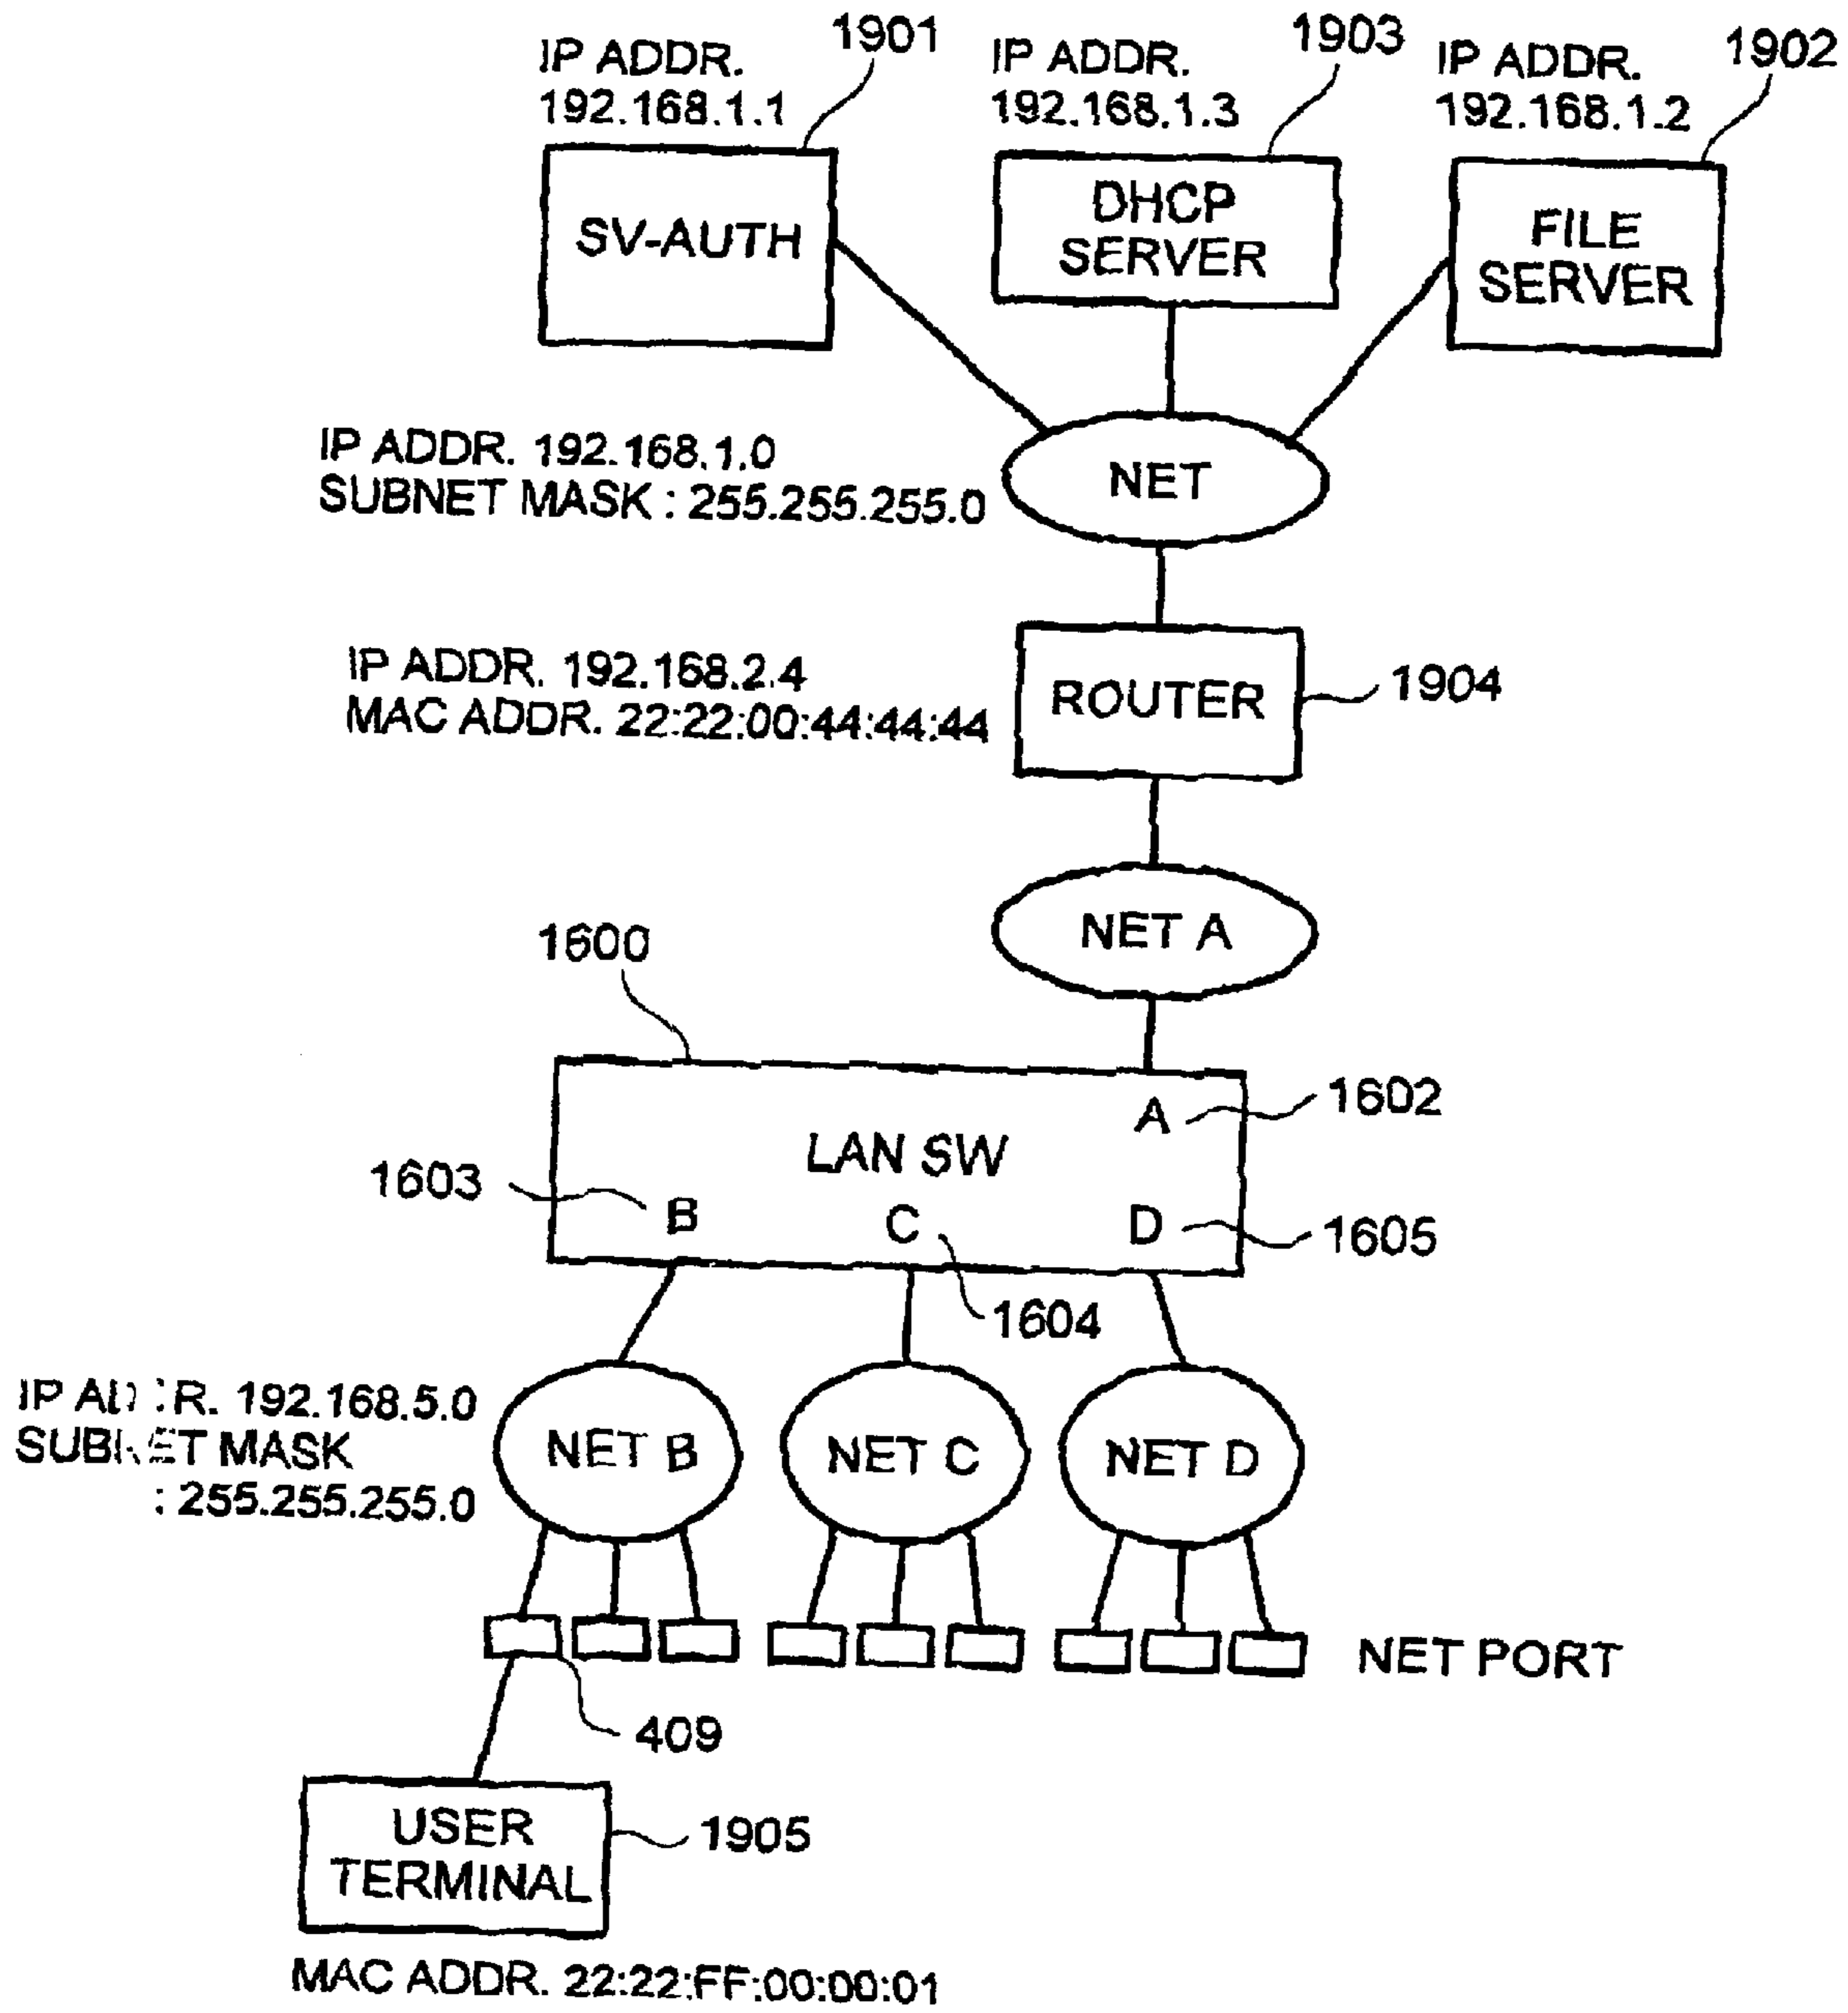 1901
1903
1902
IP ADDR.
192.168.1.1
IP ADDR.
192.168.1.3
IP ADDR.
192.168.1.2
SV-AUTH
DHCP
SERVER
FILE
SERVER
IP ADDR. 192.168.1.0
SUBNET MASK : 255.255.255.0
NET
IP ADDR. 192.168.2.4
MAC ADDR. 22:22:00:44:44:44
ROUTER
1904
NET A
1600
A
1602
LAN SW
1603
B
C
D
1605
1604
IP ADDR. 192.168.5.0
SUBNET MASK
: 255.255.255.0
NET B
NET C
NET D
NET PORT
409
USER
TERMINAL
1905
MAC ADDR. 22:22:FF:00:00:01